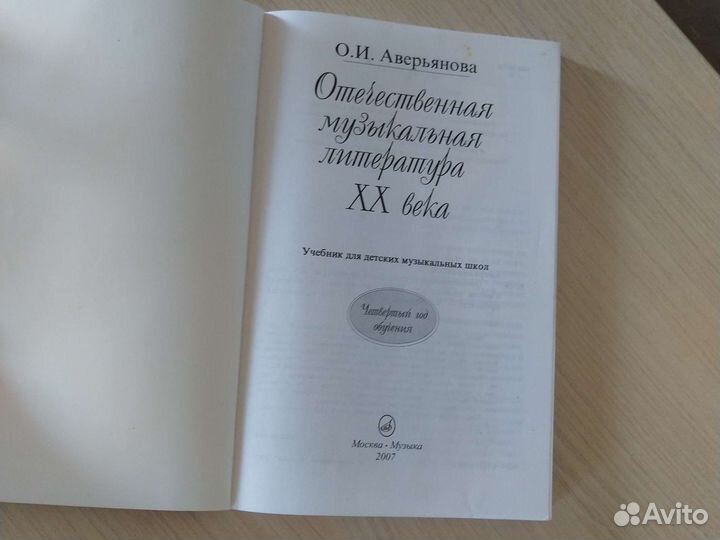 О.И. Аверьянова
Отечественная
музыкальная
литература
XX века
Учебник для детских музыкальных школ
Четвертый год
обучения
Москва • Музыка
2007
Avito